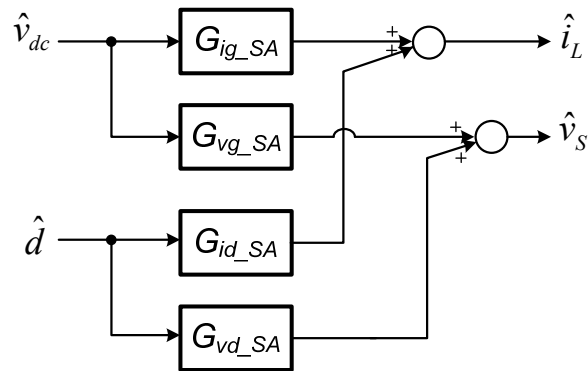 v̂dc
Gig_SA
+
+
îL
Gvg_SA
+
+
v̂S
d̂
Gid_SA
Gvd_SA